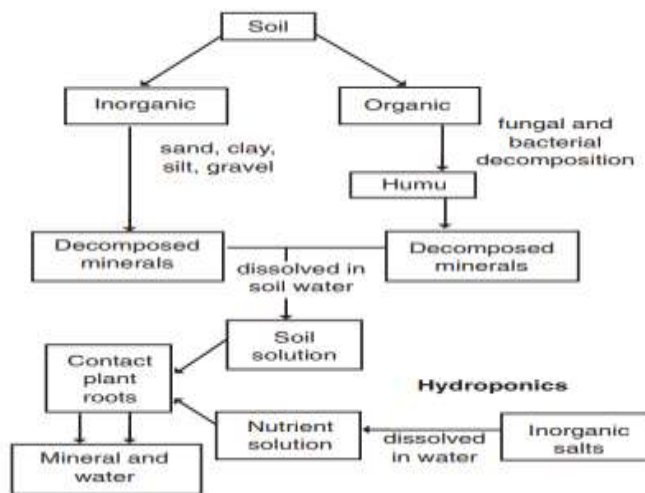 Soil
Inorganic
Organic
sand, clay,
silt, gravel
fungal and
bacterial
decomposition
Humu
Decomposed
minerals
dissolved in
soil water
Decomposed
minerals
Soil
solution
Contact
plant
roots
Hydroponics
Nutrient
solution
dissolved
in water
Inorganic
salts
Mineral and
water